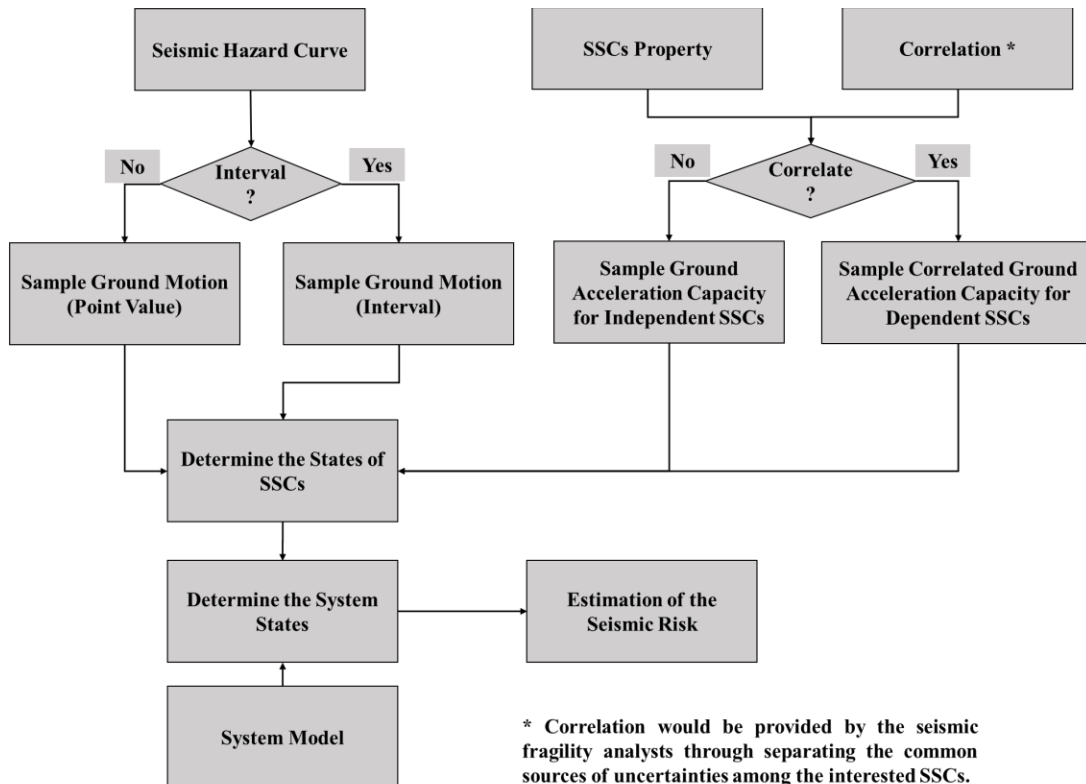 Seismic Hazard Curve
SSCs Property
Correlation *
No
Interval
?
Yes
No
Correlate
?
Yes
Sample Ground Motion
(Point Value)
Sample Ground Motion
(Interval)
Sample Ground
Acceleration Capacity
for Independent SSCs
Sample Correlated Ground
Acceleration Capacity for
Dependent SSCs
Determine the States of
SSCs
Determine the System
States
Estimation of the
Seismic Risk
System Model
* Correlation would be provided by the seismic
fragility analysts through separating the common
sources of uncertainties among the interested SSCs.